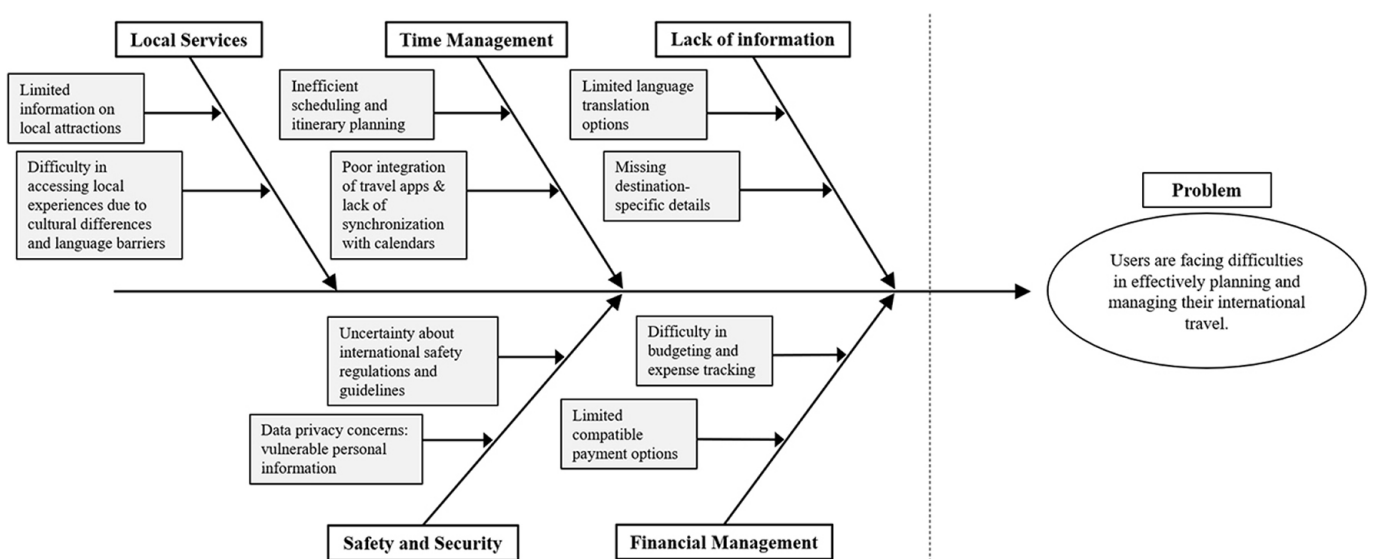 Local Services
Time Management
Lack of information
Limited
information on
local attractions
Difficulty in
accessing local
experiences due to
cultural differences
and language barriers
Inefficient
scheduling and
itinerary planning
Poor integration
of travel apps &
lack of
synchronization
with calendars
Limited language
translation
options
Missing
destination-
specific details
Problem
Users are facing difficulties
in effectively planning and
managing their international
travel.
Uncertainty about
international safety
regulations and
guidelines
Data privacy concerns:
vulnerable personal
information
Difficulty in
budgeting and
expense tracking
Limited
compatible
payment options
Safety and Security
Financial Management